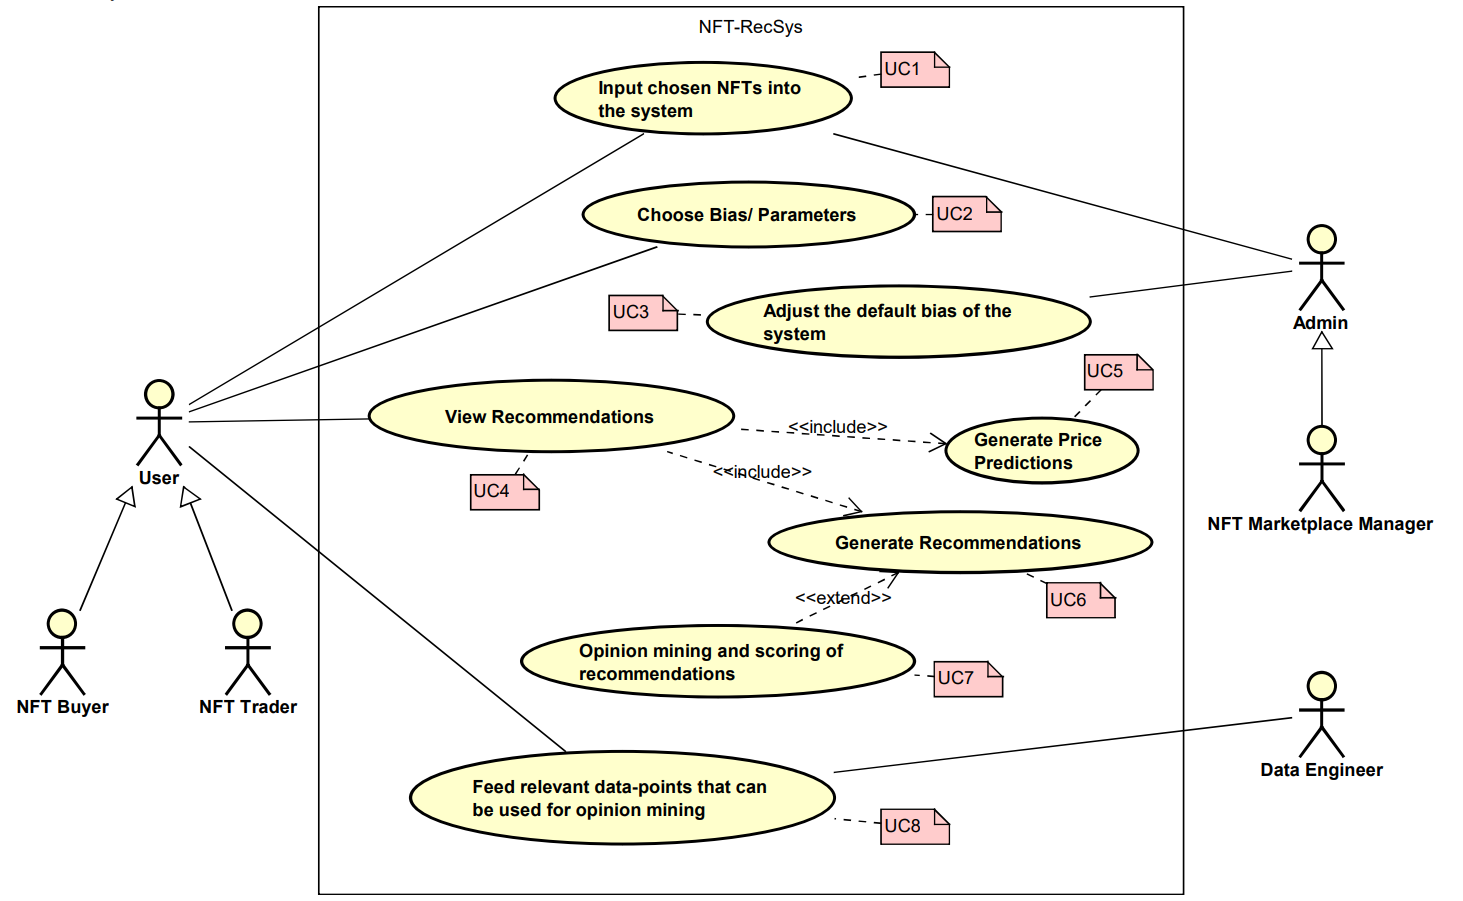 NFT-RecSys
UC1
Input chosen NFTs into
the system
Choose Bias/ Parameters
UC2
UC3
Adjust the default bias of the
system
Admin
UC5
View Recommendations
<<include>>
Generate Price
Predictions
User
<<include>>
UC4
NFT Marketplace Manager
Generate Recommendations
<<extend>>
UC6
Opinion mining and scoring of
recommendations
UC7
NFT Buyer
NFT Trader
Data Engineer
Feed relevant data-points that can
be used for opinion mining
UC8